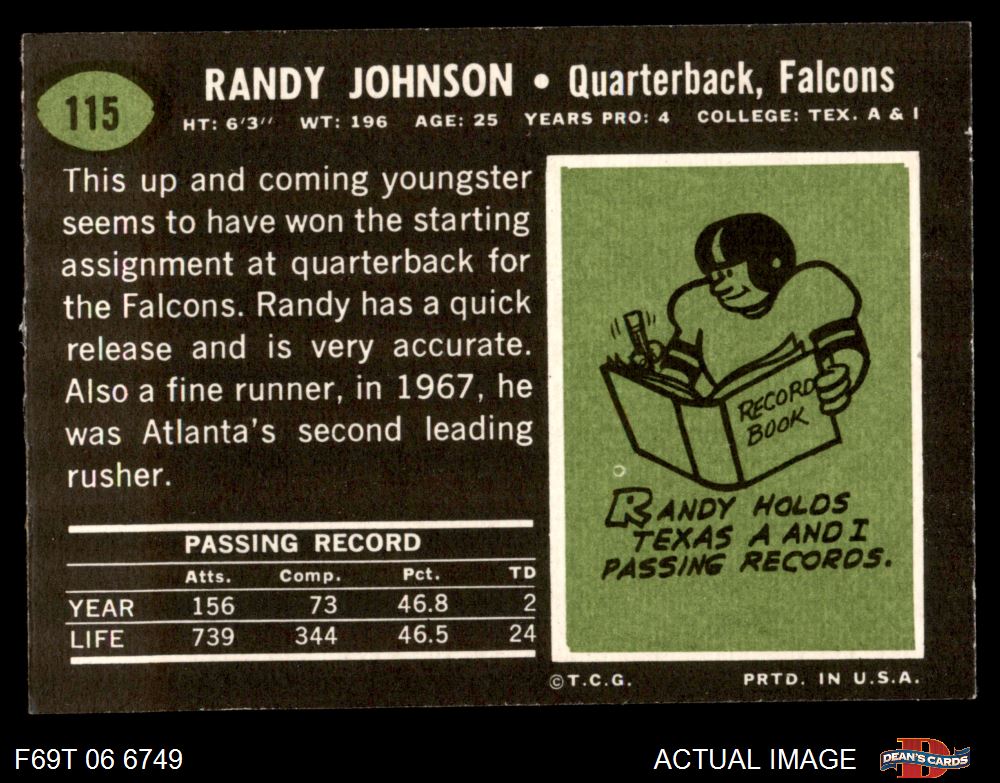 115
RANDY JOHNSON • Quarterback, Falcons
HT: 6'3" WT: 196 AGE: 25 YEARS PRO: 4 COLLEGE: TEX. A & I
This up and coming youngster
seems to have won the starting
assignment at quarterback for
the Falcons. Randy has a quick
release and is very accurate.
Also a fine runner, in 1967, he
was Atlanta's second leading
rusher.
PASSING RECORD
Atts. Comp. Pct. TD
YEAR 156 73 46.8 2
LIFE 739 344 46.5 24
RECORD
BOOK
RANDY HOLDS
TEXAS A AND I
PASSING RECORDS.
©T.C.G. PRTD. IN U.S.A.
F69T 06 6749 ACTUAL IMAGE
D
DEAN'S CARDS